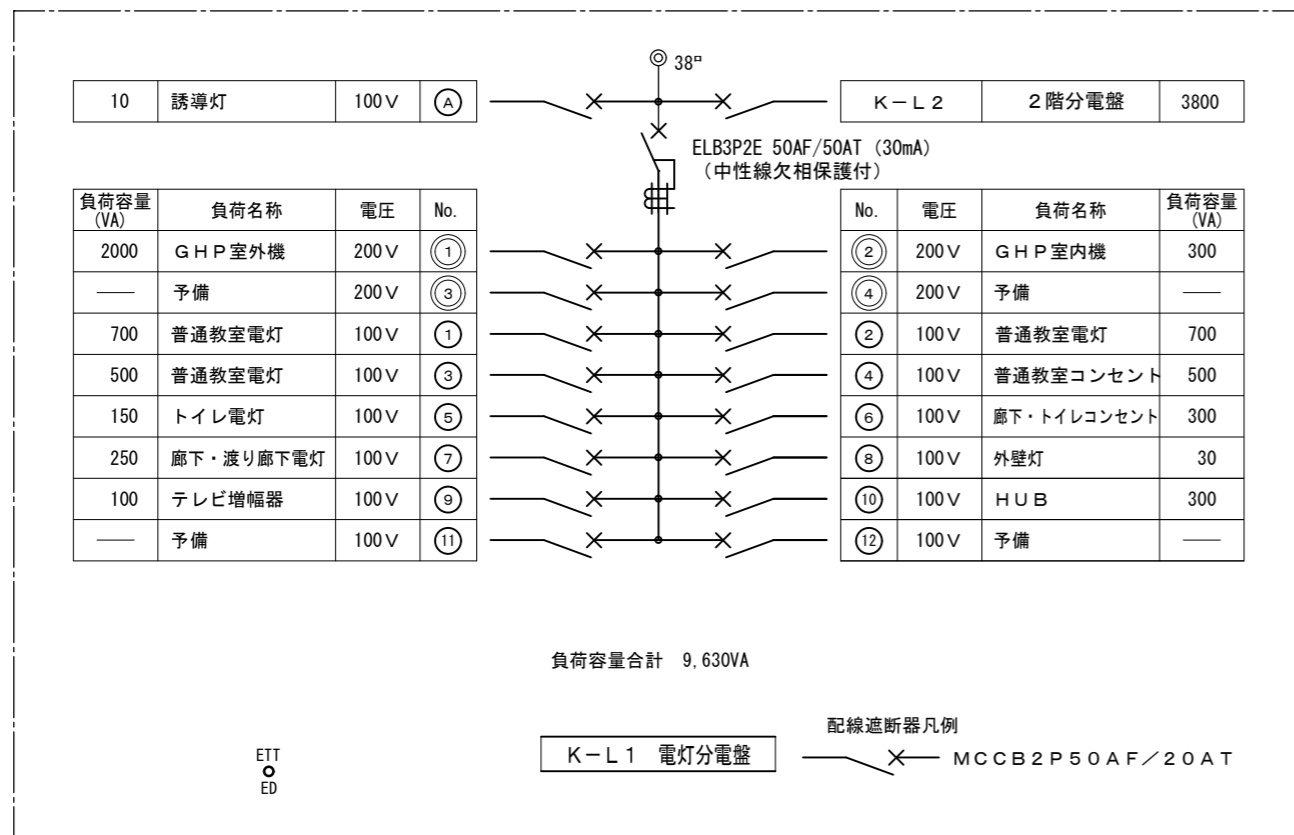 38□
10 誘導灯 100V Ⓐ
K－L2 2階分電盤 3800
ELB3P2E 50AF/50AT (30mA)
(中性線欠相保護付)
負荷容量(VA) 負荷名称 電圧 No.
No. 電圧 負荷名称 負荷容量(VA)
2000 GHP室外機 200V 1
2 200V GHP室内機 300
—— 予備 200V 3
4 200V 予備 ——
700 普通教室電灯 100V 1
2 100V 普通教室電灯 700
500 普通教室電灯 100V 3
4 100V 普通教室コンセント 500
150 トイレ電灯 100V 5
6 100V 廊下・トイレコンセント 300
250 廊下・渡り廊下電灯 100V 7
8 100V 外壁灯 30
100 テレビ増幅器 100V 9
10 100V HUB 300
—— 予備 100V 11
12 100V 予備 ——
負荷容量合計 9,630VA
配線遮断器凡例
K－L1 電灯分電盤
MCCB2P50AF／20AT
ETT
ED